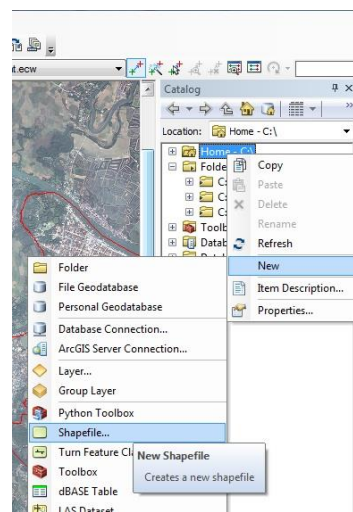 t.ecw
Catalog
Location: Home - C:\
Home - C:\
Folde
C:
C:
C:
Toolb
Datab
Copy
Paste
Delete
Rename
Refresh
New
Item Description...
Properties...
Folder
File Geodatabase
Personal Geodatabase
Database Connection...
ArcGIS Server Connection...
Layer...
Group Layer
Python Toolbox
Shapefile...
Turn Feature Cl
Toolbox
dBASE Table
LAS Dataset
New Shapefile
Creates a new shapefile